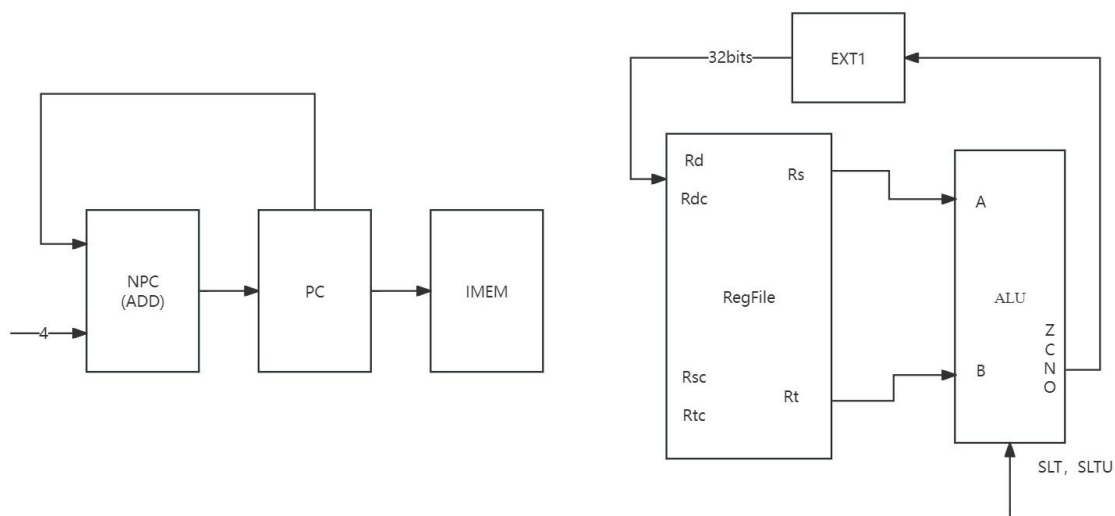 32bits
EXT1
Rd
Rdc
Rs
A
NPC
(ADD)
PC
IMEM
RegFile
ALU
4
Z
C
N
O
Rsc
Rtc
Rt
B
SLT，SLTU